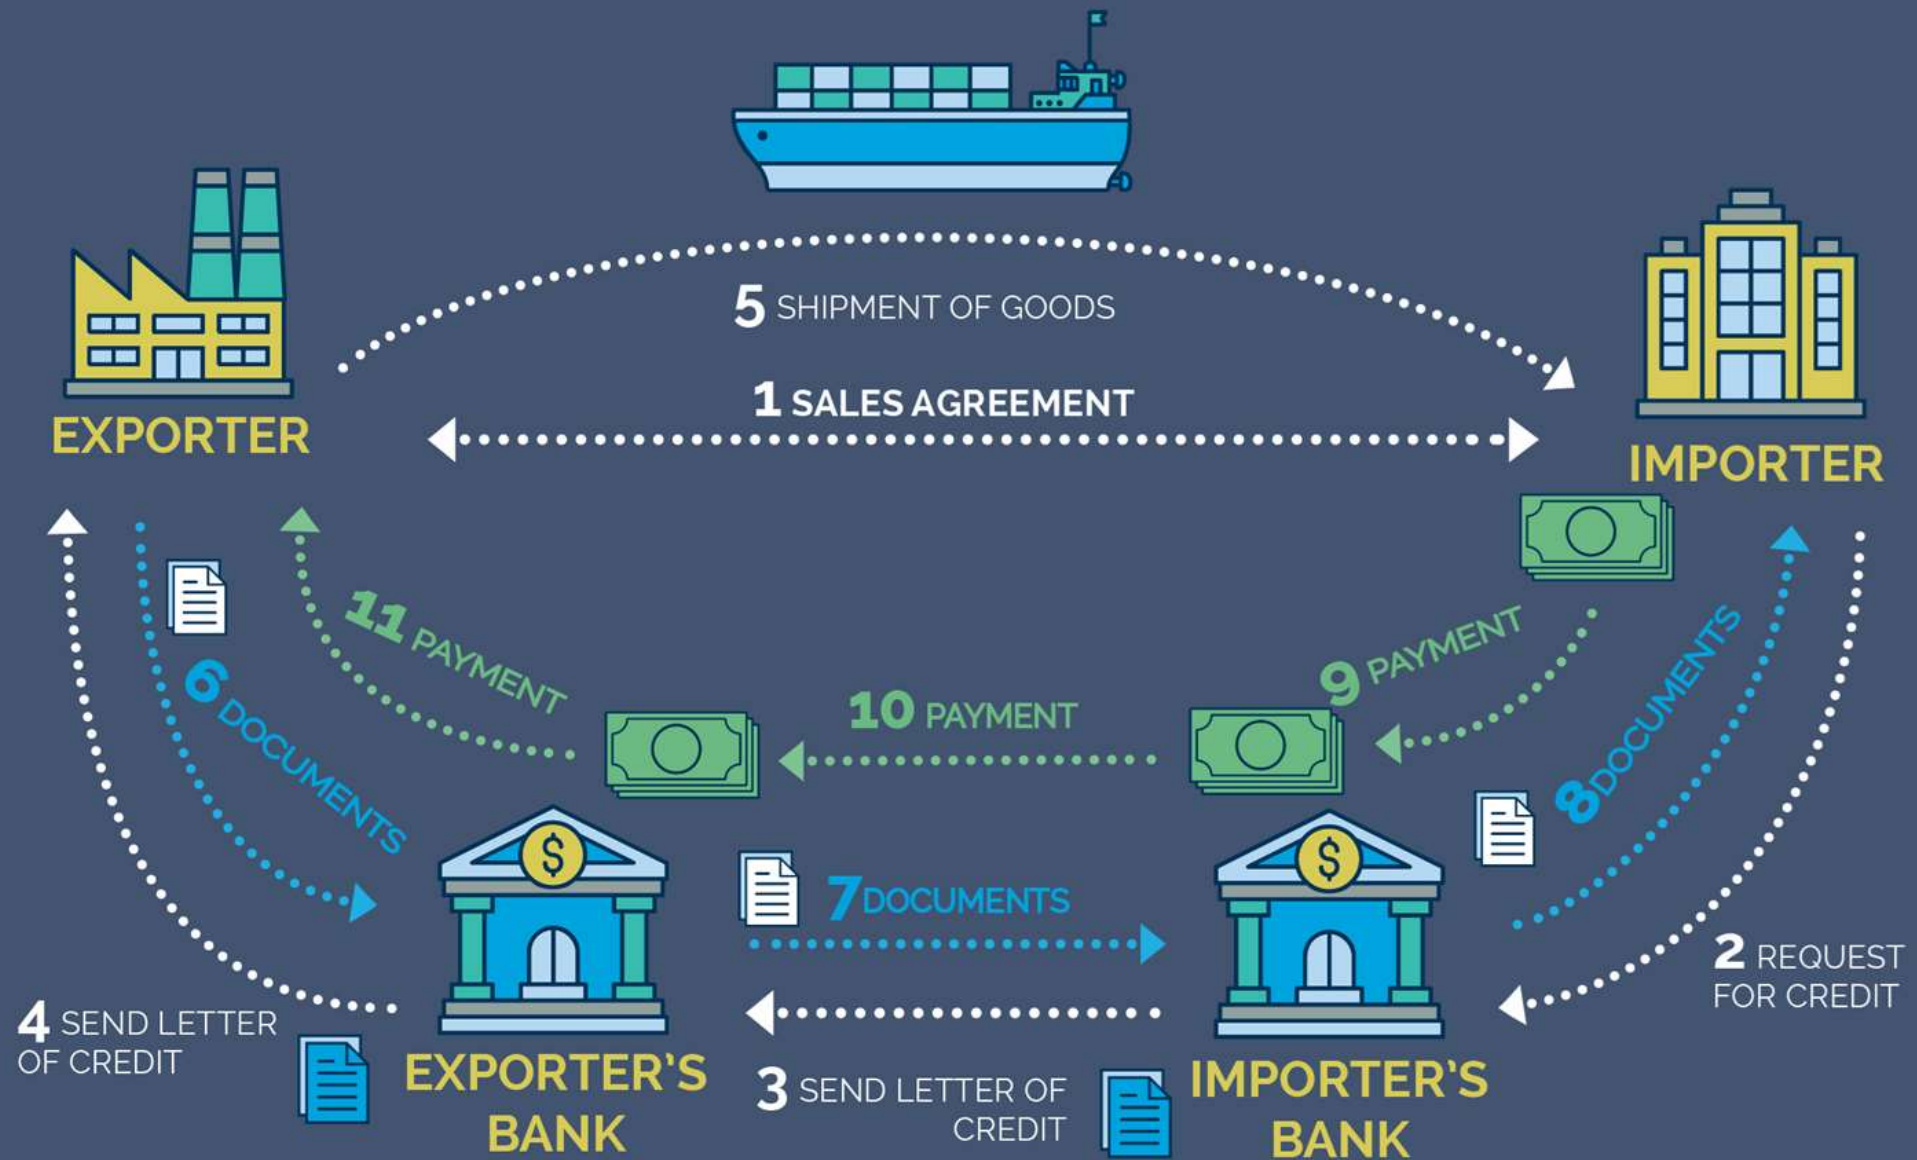 5 SHIPMENT OF GOODS
1 SALES AGREEMENT
EXPORTER
IMPORTER
11 PAYMENT
9 PAYMENT
10 PAYMENT
6 DOCUMENTS
8 DOCUMENTS
7 DOCUMENTS
2 REQUEST
FOR CREDIT
4 SEND LETTER
OF CREDIT
$
$
EXPORTER'S
BANK
3 SEND LETTER OF
CREDIT
IMPORTER'S
BANK